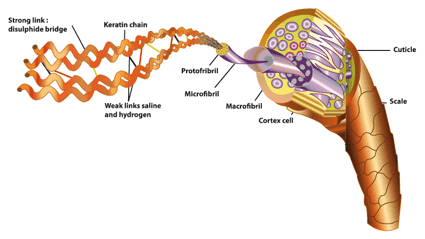 Strong link :
disulphide bridge
Keratin chain
Weak links saline
and hydrogen
Protofibril
Microfibril
Macrofibril
Cortex cell
Cuticle
Scale